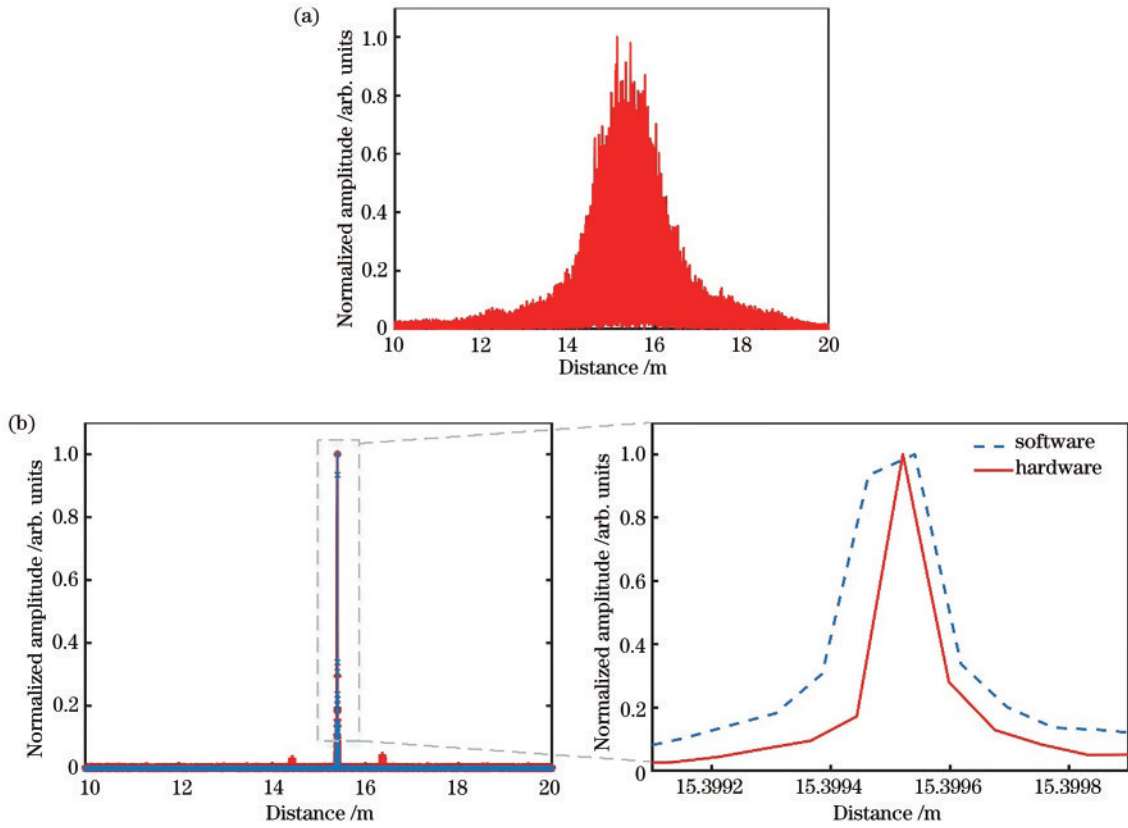 (a)
Normalized amplitude /arb. units
1.0
0.8
0.6
0.4
0.2
0
10 12 14 16 18 20
Distance /m
(b)
Normalized amplitude /arb. units
1.0
0.8
0.6
0.4
0.2
0
10 12 14 16 18 20
Distance /m
Normalized amplitude /arb. units
1.0
0.8
0.6
0.4
0.2
0
software
hardware
15.3992 15.3994 15.3996 15.3998
Distance /m